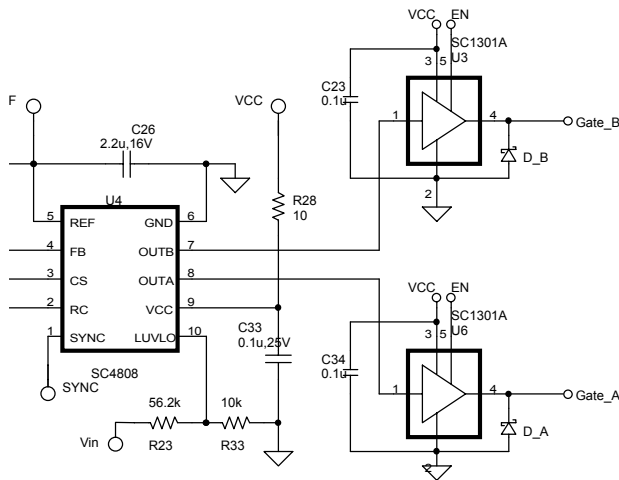 VCC EN
SC1301A
3 5 U3
C23
0.1u
F
C26
VCC
2.2u,16V
1
4
Gate_B
D_B
2
U4
R28
10
5 REF GND 6
4 FB OUTB 7
3 CS OUTA 8
2 RC VCC 9
1 SYNC LUVLO 10
C33
0.1u,25V
SC4808
SYNC
VCC EN
SC1301A
3 5 U6
C34
0.1u
1
4
Gate_A
D_A
2
56.2k
10k
Vin
R23
R33